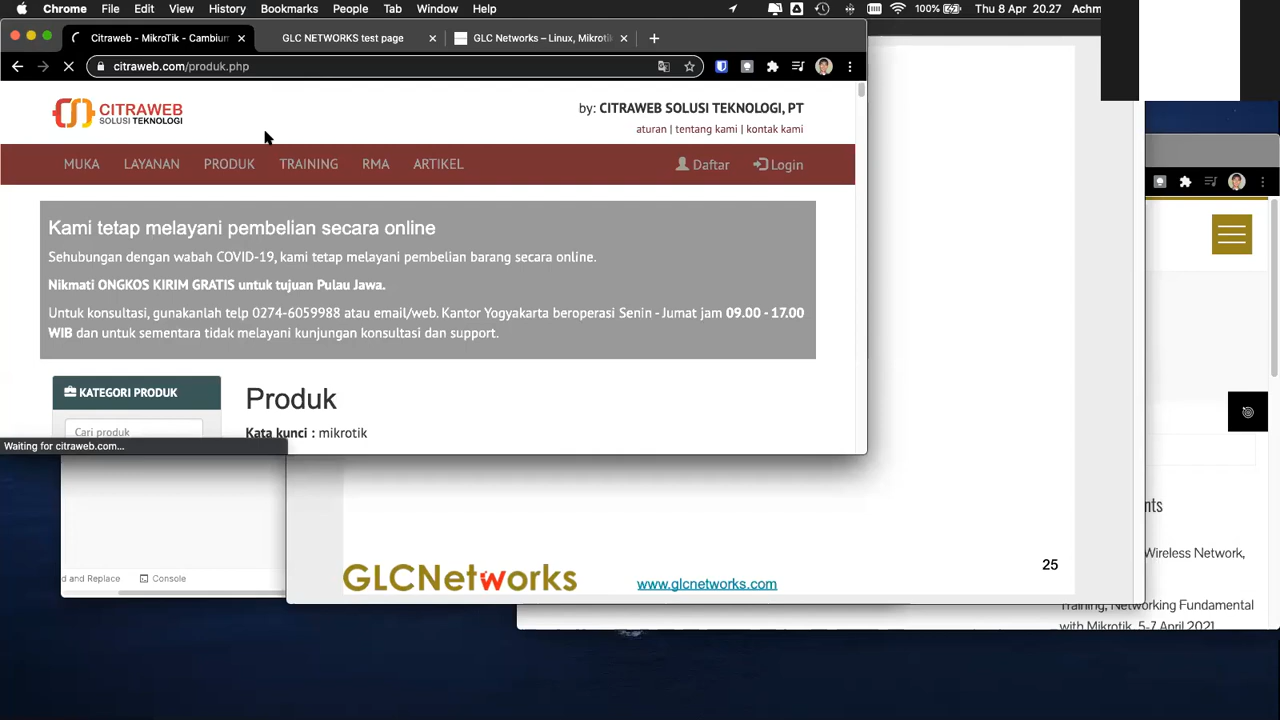 Chrome File Edit View History Bookmarks People Tab Window Help 100% Thu 8 Apr 20.27 Achm
Citraweb - MikroTik - Cambium GLC NETWORKS test page GLC Networks – Linux, Mikroti
citraweb.com/produk.php
CITRAWEB
SOLUSI TEKNOLOGI
by: CITRAWEB SOLUSI TEKNOLOGI, PT
aturan | tentang kami | kontak kami
MUKA LAYANAN PRODUK TRAINING RMA ARTIKEL Daftar Login
Kami tetap melayani pembelian secara online
Sehubungan dengan wabah COVID-19, kami tetap melayani pembelian barang secara online.
Nikmati ONGKOS KIRIM GRATIS untuk tujuan Pulau Jawa.
Untuk konsultasi, gunakanlah telp 0274-6059988 atau email/web. Kantor Yogyakarta beroperasi Senin - Jumat jam 09.00 - 17.00
WIB dan untuk sementara tidak melayani kunjungan konsultasi dan support.
KATEGORI PRODUK
Cari produk
Produk
Kata kunci : mikrotik
Waiting for citraweb.com...
d and Replace Console
GLCNetworks
www.glcnetworks.com
25
nts
Wireless Network,
Training, Networking Fundamental
with Mikrotik, 5-7 April 2021